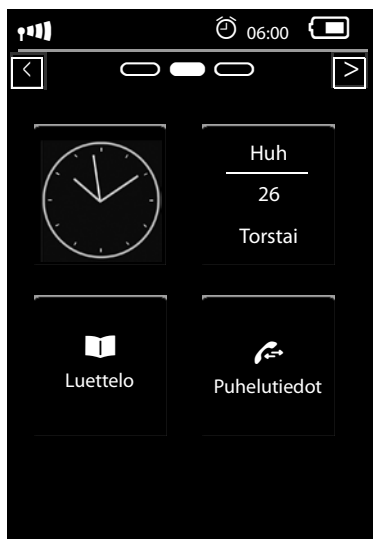 06:00
< >
Huh
26
Torstai
Luettelo
Puhelutiedot